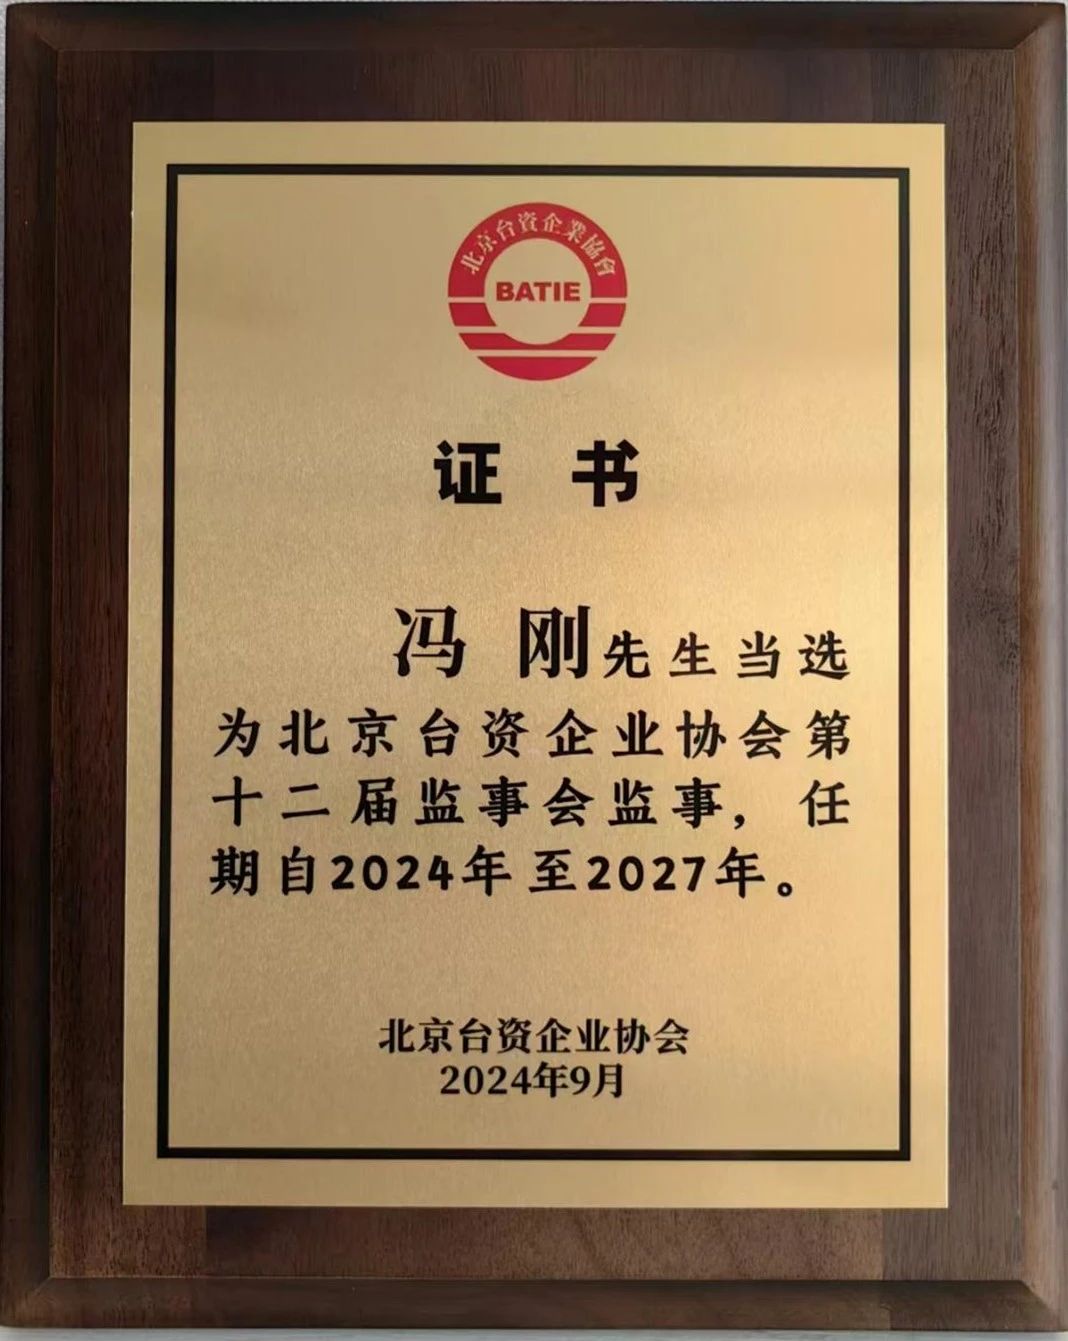 北京台资企業協會
BATIE
证 书
冯 刚先生当选
为北京台资企业协会第
十二届监事会监事，任
期自2024年至2027年。
北京台资企业协会
2024年9月